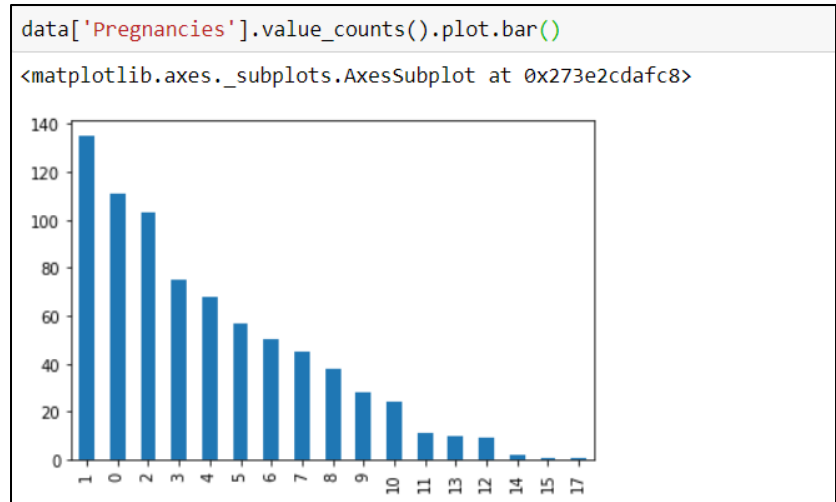 data['Pregnancies'].value_counts().plot.bar()
<matplotlib.axes._subplots.AxesSubplot at 0x273e2cdafc8>
140
120
100
80
60
40
20
0
1 0 2 3 4 5 6 7 8 9 10 11 13 12 14 15 17